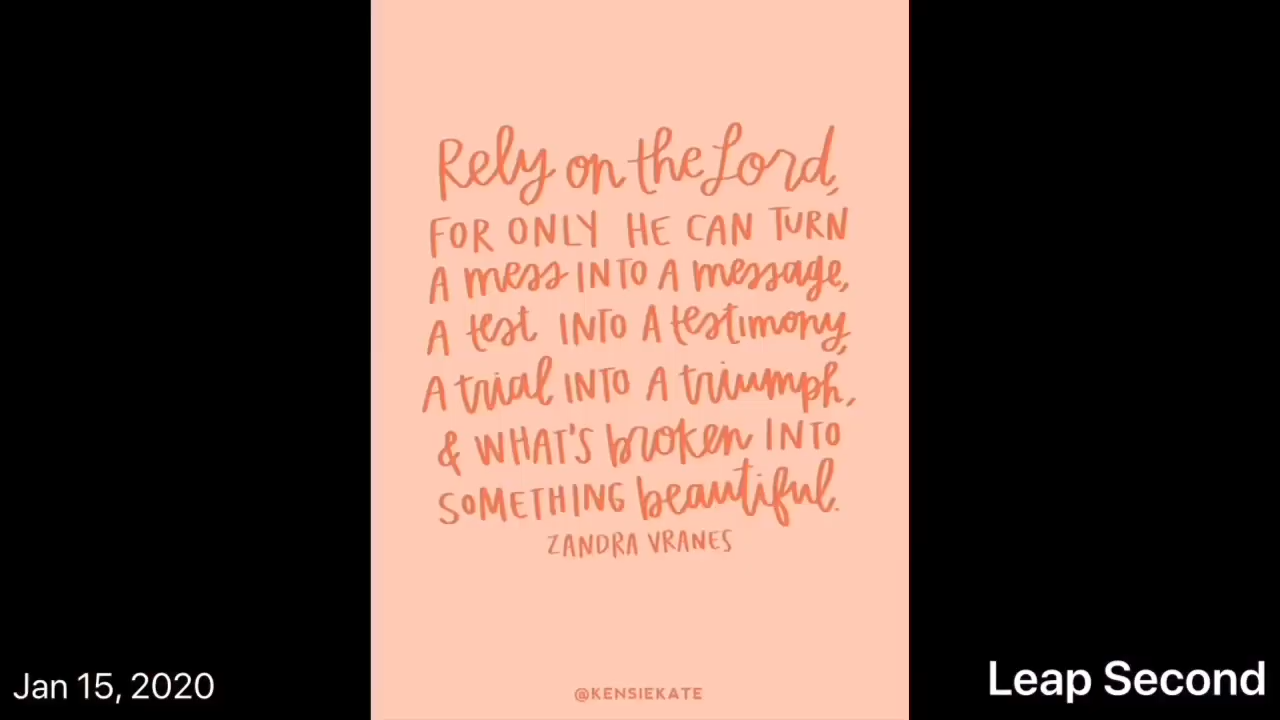 Rely on the Lord,
FOR ONLY HE CAN TURN
A mess INTO A message,
A test INTO A testimony,
A trial INTO A triumph,
& WHAT'S broken INTO
SOMETHING beautiful.
ZANDRA VRANES
@KENSIEKATE
Jan 15, 2020
Leap Second